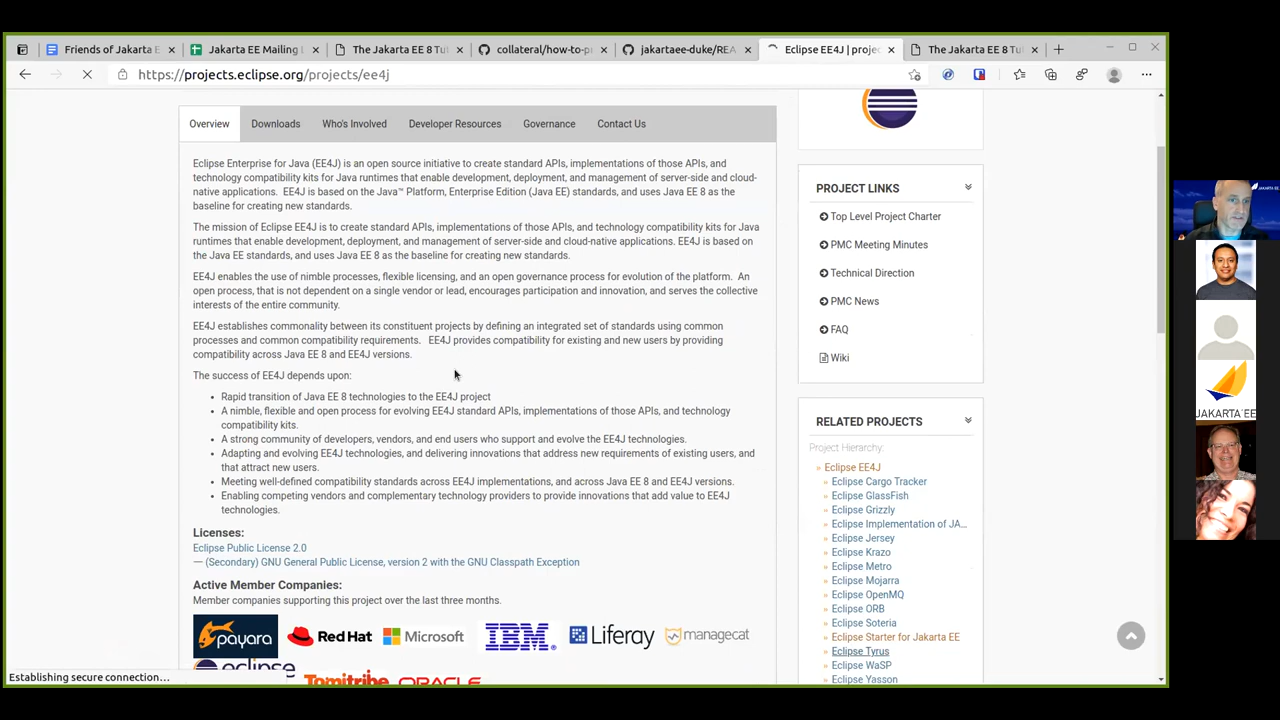 Friends of Jakarta E
Jakarta EE Mailing L
The Jakarta EE 8 Tut
collateral/how-to-p
jakartaee-duke/REA
Eclipse EE4J | projec
The Jakarta EE 8 Tut
https://projects.eclipse.org/projects/ee4j
Overview
Downloads
Who's Involved
Developer Resources
Governance
Contact Us
Eclipse Enterprise for Java (EE4J) is an open source initiative to create standard APIs, implementations of those APIs, and
technology compatibility kits for Java runtimes that enable development, deployment, and management of server-side and cloud-
native applications. EE4J is based on the Java™ Platform, Enterprise Edition (Java EE) standards, and uses Java EE 8 as the
baseline for creating new standards.
The mission of Eclipse EE4J is to create standard APIs, implementations of those APIs, and technology compatibility kits for Java
runtimes that enable development, deployment, and management of server-side and cloud-native applications. EE4J is based on
the Java EE standards, and uses Java EE 8 as the baseline for creating new standards.
EE4J enables the use of nimble processes, flexible licensing, and an open governance process for evolution of the platform. An
open process, that is not dependent on a single vendor or lead, encourages participation and innovation, and serves the collective
interests of the entire community.
EE4J establishes commonality between its constituent projects by defining an integrated set of standards using common
processes and common compatibility requirements. EE4J provides compatibility for existing and new users by providing
compatibility across Java EE 8 and EE4J versions.
The success of EE4J depends upon:
• Rapid transition of Java EE 8 technologies to the EE4J project
• A nimble, flexible and open process for evolving EE4J standard APIs, implementations of those APIs, and technology
compatibility kits.
• A strong community of developers, vendors, and end users who support and evolve the EE4J technologies.
• Adapting and evolving EE4J technologies, and delivering innovations that address new requirements of existing users, and
that attract new users.
• Meeting well-defined compatibility standards across EE4J implementations, and across Java EE 8 and EE4J versions.
• Enabling competing vendors and complementary technology providers to provide innovations that add value to EE4J
technologies.
Licenses:
Eclipse Public License 2.0
— (Secondary) GNU General Public License, version 2 with the GNU Classpath Exception
Active Member Companies:
Member companies supporting this project over the last three months.
payara
Red Hat
Microsoft
IBM
Liferay
managecat
eclipse
Tomitribe
ORACLE
Establishing secure connection...
PROJECT LINKS
Top Level Project Charter
PMC Meeting Minutes
Technical Direction
PMC News
FAQ
Wiki
RELATED PROJECTS
Project Hierarchy:
» Eclipse EE4J
» Eclipse Cargo Tracker
» Eclipse GlassFish
» Eclipse Grizzly
» Eclipse Implementation of JA...
» Eclipse Jersey
» Eclipse Krazo
» Eclipse Metro
» Eclipse Mojarra
» Eclipse OpenMQ
» Eclipse ORB
» Eclipse Soteria
» Eclipse Starter for Jakarta EE
» Eclipse Tyrus
» Eclipse WaSP
» Eclipse Yasson
JAKARTA EE
JAKARTA EE